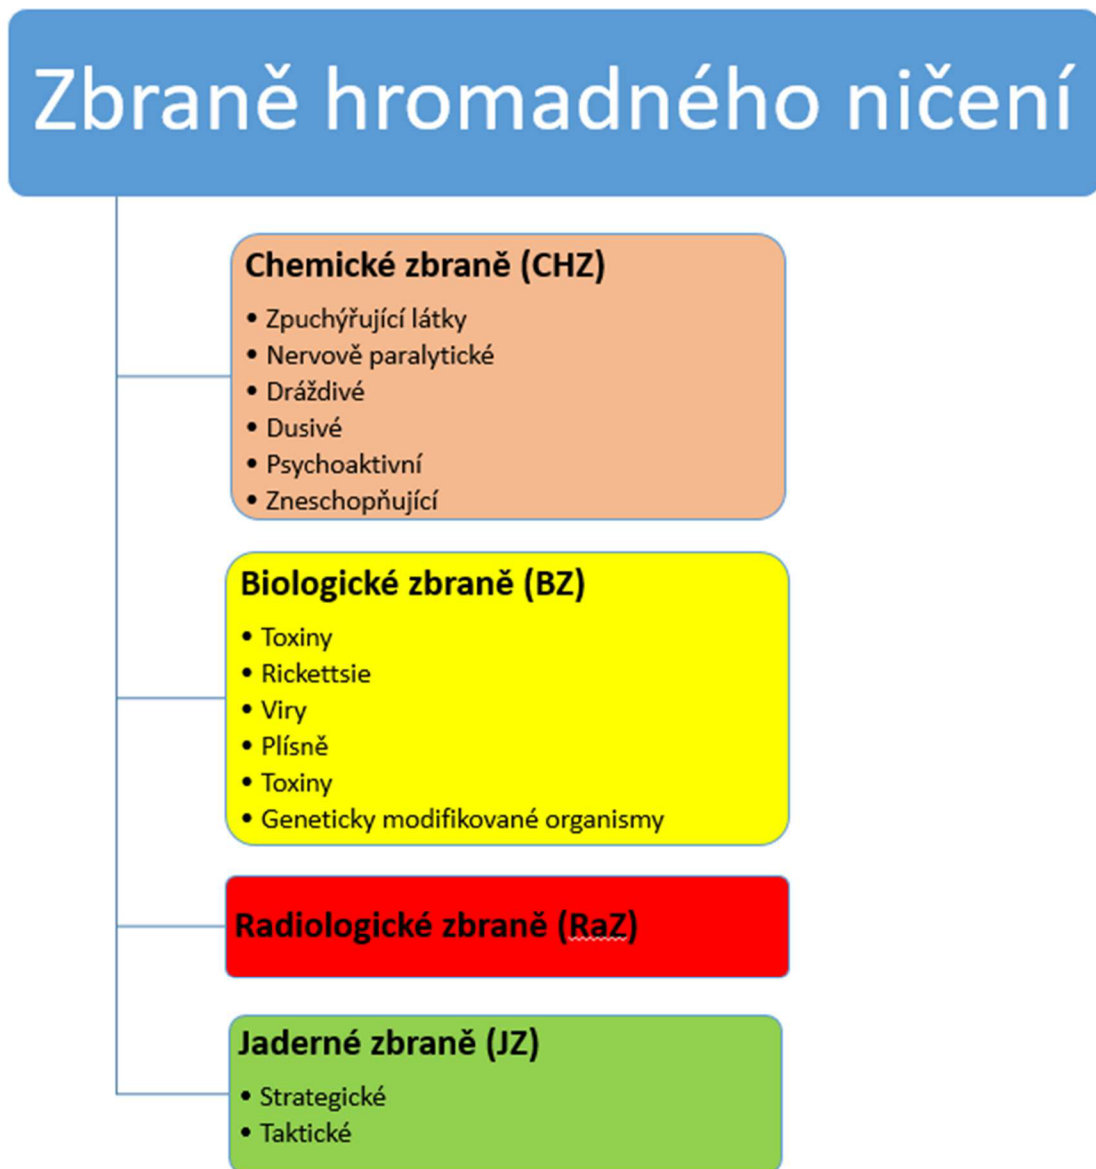 Zbraně hromadného ničení
Chemické zbraně (CHZ)
• Zpuchýřující látky
• Nervově paralytické
• Dráždivé
• Dusivé
• Psychoaktivní
• Zneschopňující
Biologické zbraně (BZ)
• Toxiny
• Rickettsie
• Viry
• Plísně
• Toxiny
• Geneticky modifikované organismy
Radiologické zbraně (RaZ)
Jaderné zbraně (JZ)
• Strategické
• Taktické